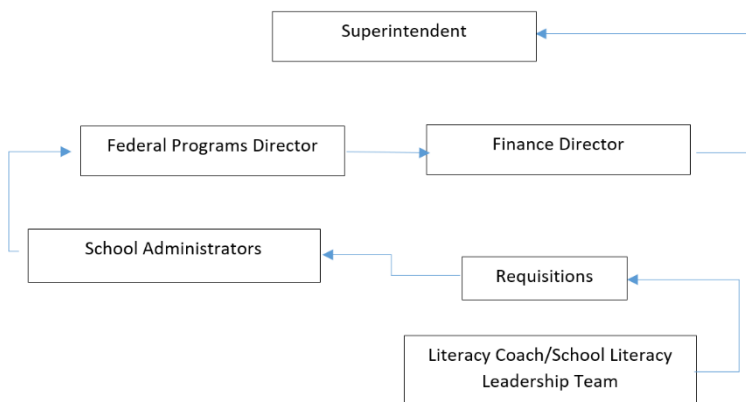 Superintendent
Federal Programs Director
Finance Director
School Administrators
Requisitions
Literacy Coach/School Literacy
Leadership Team